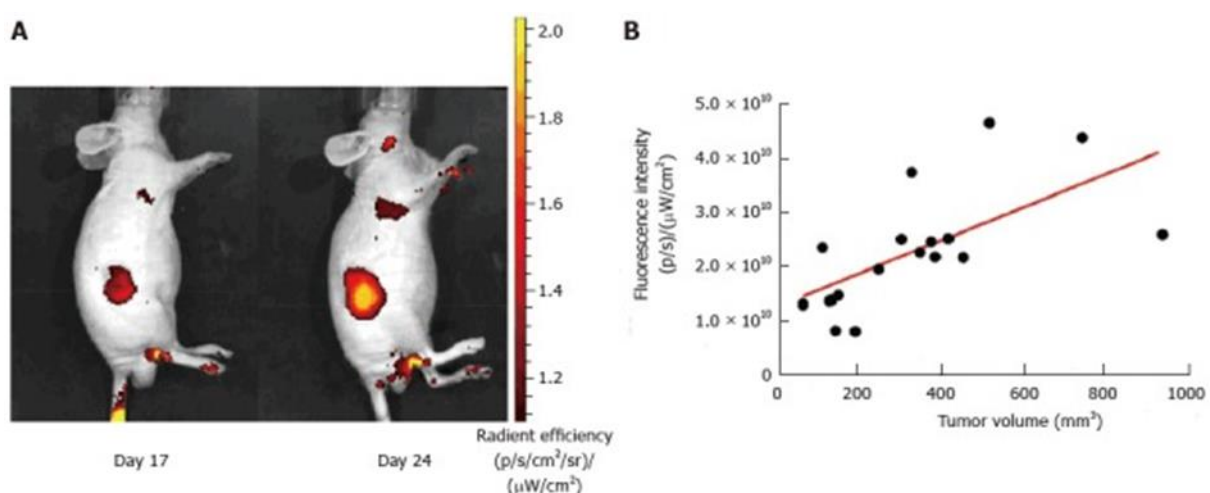 A
2.0
1.8
1.6
1.4
1.2
Day 17
Day 24
Radient efficiency
(p/s/cm²/sr)/
(μW/cm²)
B
Fluorescence intensity
(p/s)/(μW/cm²)
5.0 × 10¹⁰
4.0 × 10¹⁰
3.0 × 10¹⁰
2.0 × 10¹⁰
1.0 × 10¹⁰
0
0 200 400 600 800 1000
Tumor volume (mm³)